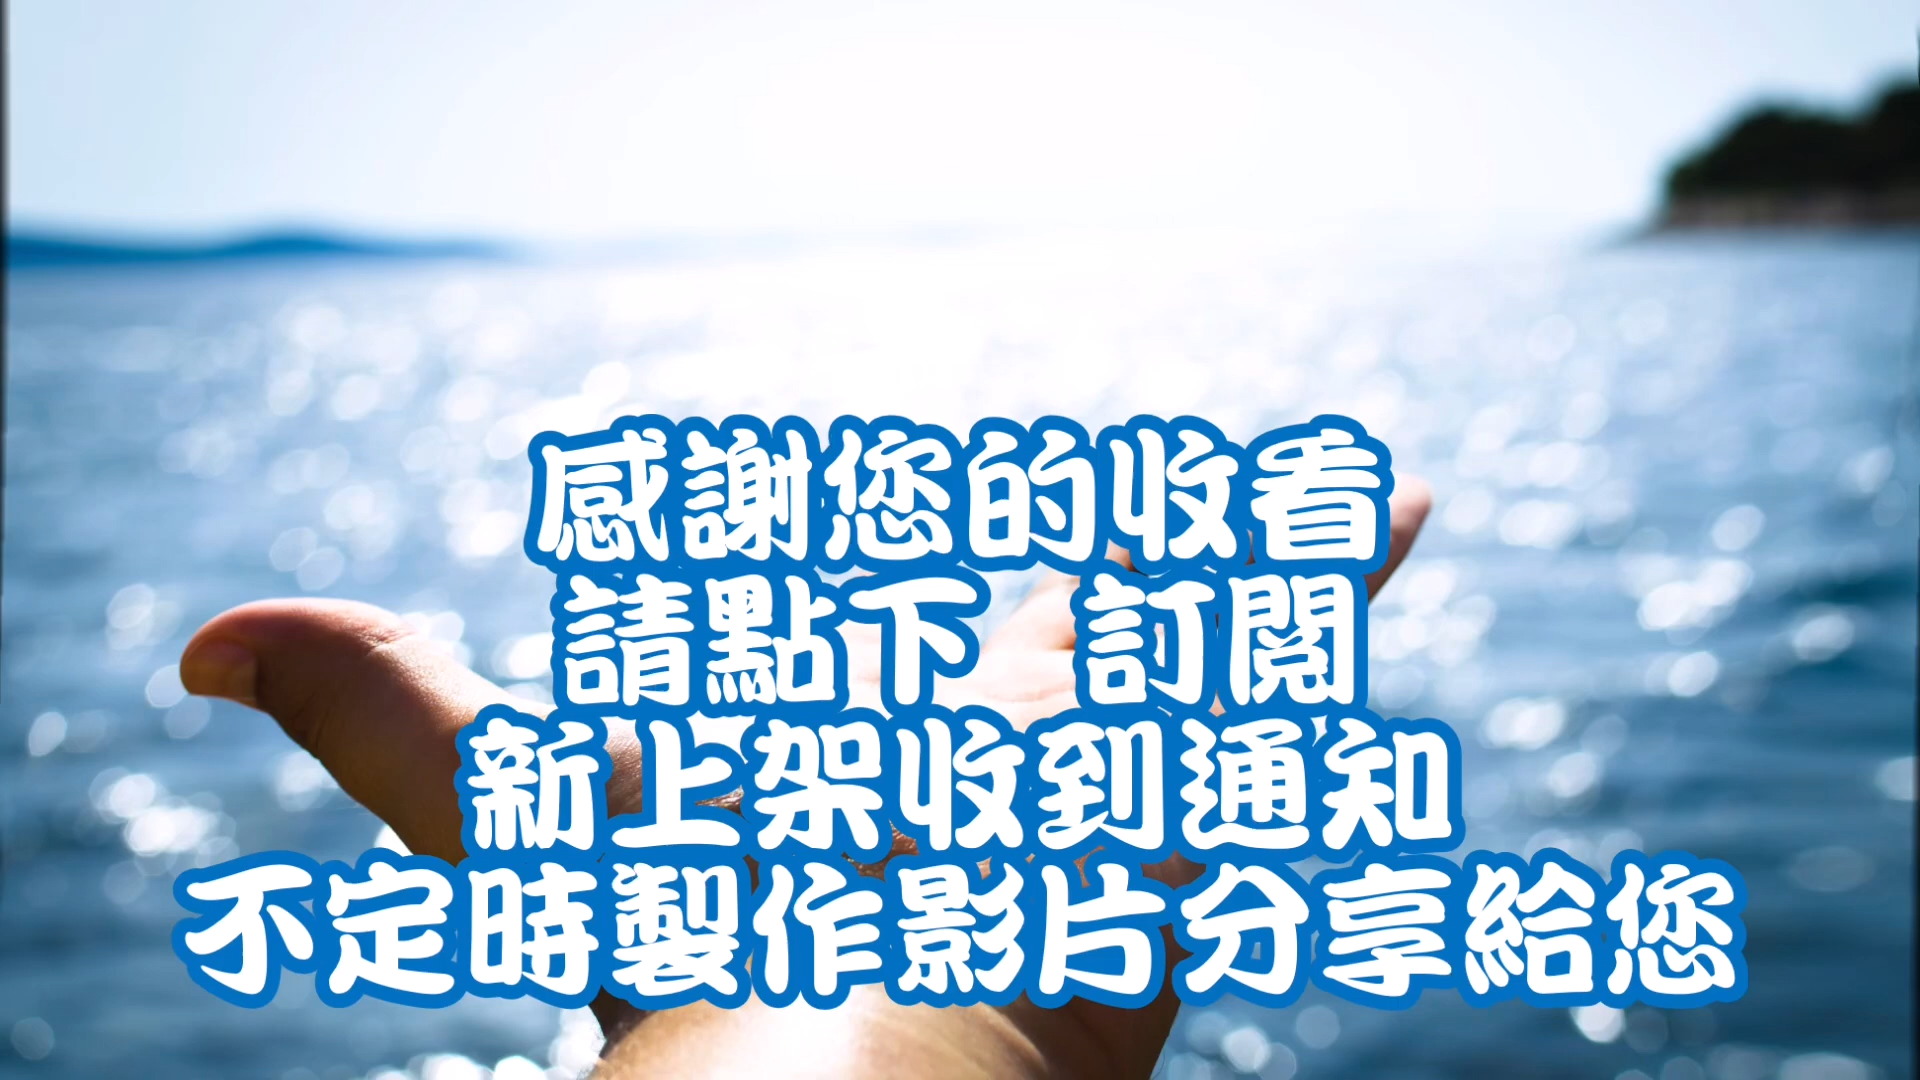 感謝您的收看
請點下 訂閱
新上架收到通知
不定時製作影片分享給您